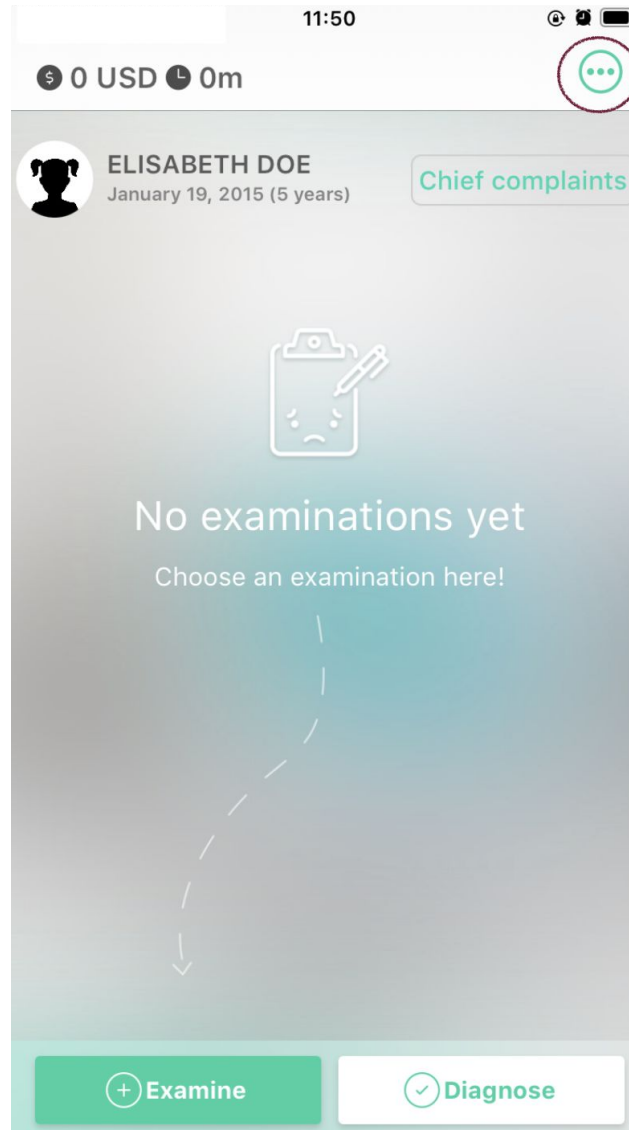 11:50
0 USD 0m
ELISABETH DOE
January 19, 2015 (5 years)
Chief complaints
No examinations yet
Choose an examination here!
Examine
Diagnose